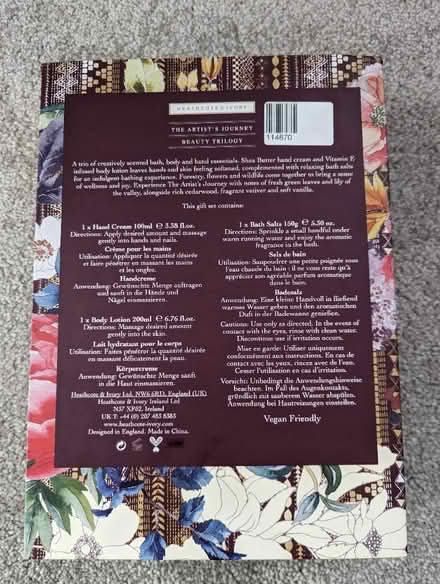 HEATHCOTE & IVORY
114670
THE ARTIST'S JOURNEY
BEAUTY TRILOGY
A trio of creatively scented bath, body and hand essentials. Shea Butter hand cream and Vitamin E
infused body lotion leaves hands and skin feeling softened, complemented with relaxing bath salts
for an indulgent bathing experience. Forestry, flowers and wildlife come together to bring a sense
of wellness and joy. Experience The Artist's Journey with notes of fresh green leaves and lily of
the valley, alongside rich cedarwood, fragrant vetiver and soft vanilla.
This gift set contains:
1 x Hand Cream 100ml ℮ 3.38 fl.oz.
Directions: Apply desired amount and massage
gently into hands and nails.
Crème pour les mains
Utilisation: Appliquer la quantité désirée
et faire pénétrer en massant les mains
et les ongles.
Handcreme
Anwendung: Gewünschte Menge auftragen
und sanft in die Hände und
Nägel einmassieren.
1 x Body Lotion 200ml ℮ 6.76 fl.oz.
Directions: Massage desired amount
gently into the skin.
Lait hydratant pour le corps
Utilisation: Faites pénétrer la quantité désirée
en massant délicatement la peau.
Körpercreme
Anwendung: Gewünschte Menge sanft
in die Haut einmassieren.
Heathcote & Ivory, NW6 6RD, England (UK)
Heathcote & Ivory Ireland Ltd
N37 XF62, Ireland
UK T: +44 (0) 207 483 8383
www.heathcote-ivory.com
Designed in England. Made in China.
1 x Bath Salts 150g ℮ 5.30 oz.
Directions: Sprinkle a small handful under
warm running water and enjoy the aromatic
fragrance in the bath.
Sels de bain
Utilisation: Saupoudrer une petite poignée sous
l'eau chaude du bain : il ne vous reste qu'à
apprécier son agréable parfum aromatique
dans le bain.
Badesalz
Anwendung: Eine kleine Handvoll in fließend
warmes Wasser geben und den aromatischen
Duft in der Badewanne genießen.
Cautions: Use only as directed. In the event of
contact with the eyes, rinse with clean water.
Discontinue use if irritation occurs.
Mise en garde: Utiliser uniquement
conformément aux instructions. En cas de
contact avec les yeux, rincez avec de l'eau.
Cesser l'utilisation en cas d'irritation.
Vorsicht: Unbedingt die Anwendungshinweise
beachten. Im Fall des Augenkontakts,
gründlich mit sauberem Wasser abspülen.
Anwendung bei Hautreizungen einstellen.
Vegan Friendly